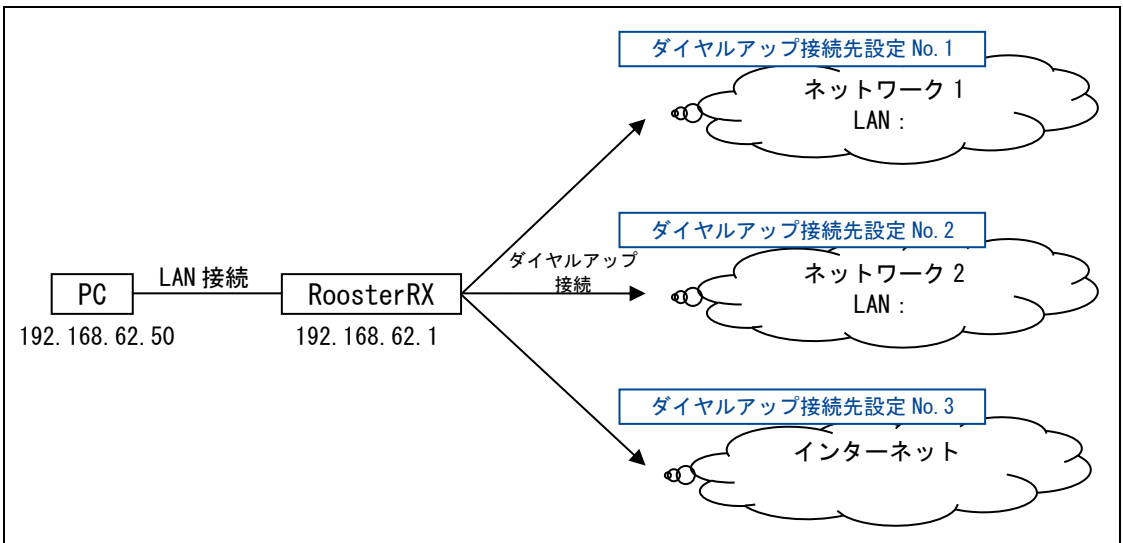 ダイヤルアップ接続先設定 No.1
ネットワーク 1
LAN :
ダイヤルアップ接続先設定 No.2
ネットワーク 2
LAN :
ダイヤルアップ
接続
LAN 接続
PC
RoosterRX
192.168.62.50
192.168.62.1
ダイヤルアップ接続先設定 No.3
インターネット